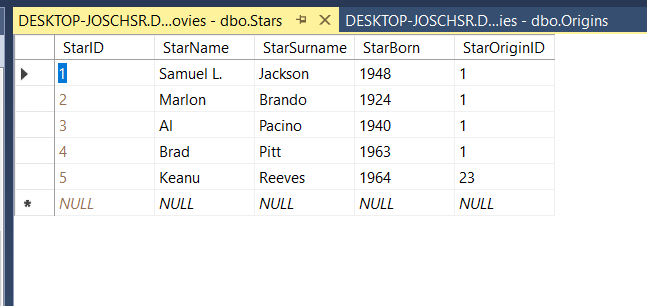 DESKTOP-JOSCHSR.D...ovies - dbo.Stars DESKTOP-JOSCHSR.D...ies - dbo.Origins
StarID StarName StarSurname StarBorn StarOriginID
1 Samuel L. Jackson 1948 1
2 Marlon Brando 1924 1
3 Al Pacino 1940 1
4 Brad Pitt 1963 1
5 Keanu Reeves 1964 23
* NULL NULL NULL NULL NULL